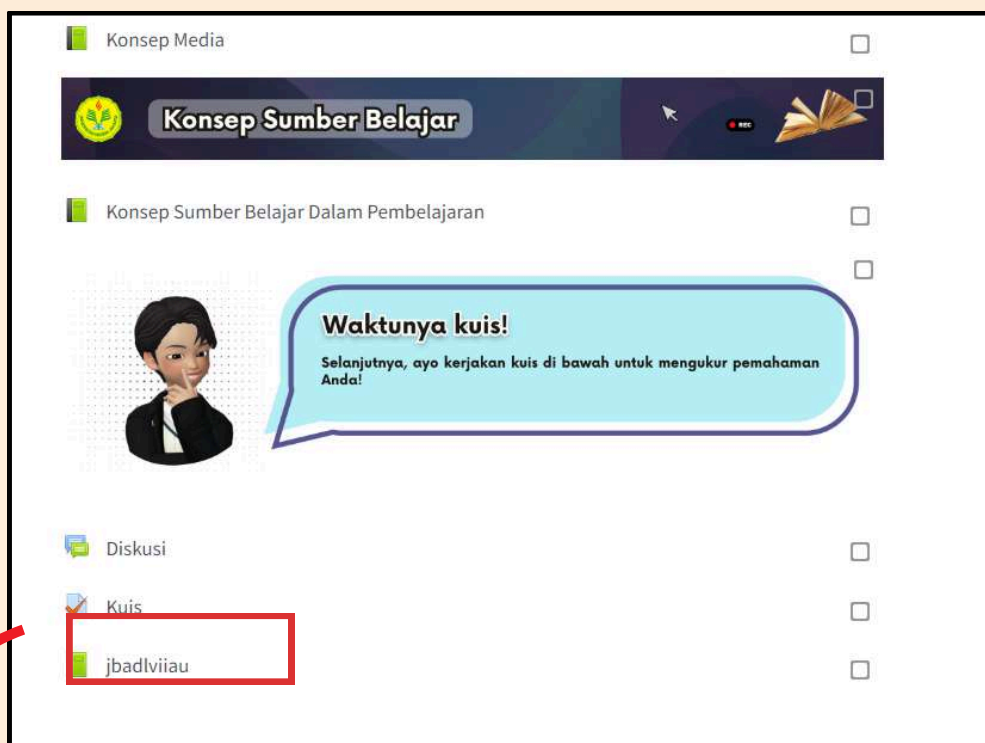 Konsep Media
Konsep Sumber Belajar
REC
Konsep Sumber Belajar Dalam Pembelajaran
Waktunya kuis!
Selanjutnya, ayo kerjakan kuis di bawah untuk mengukur pemahaman
Anda!
Diskusi
Kuis
jbadlviiau